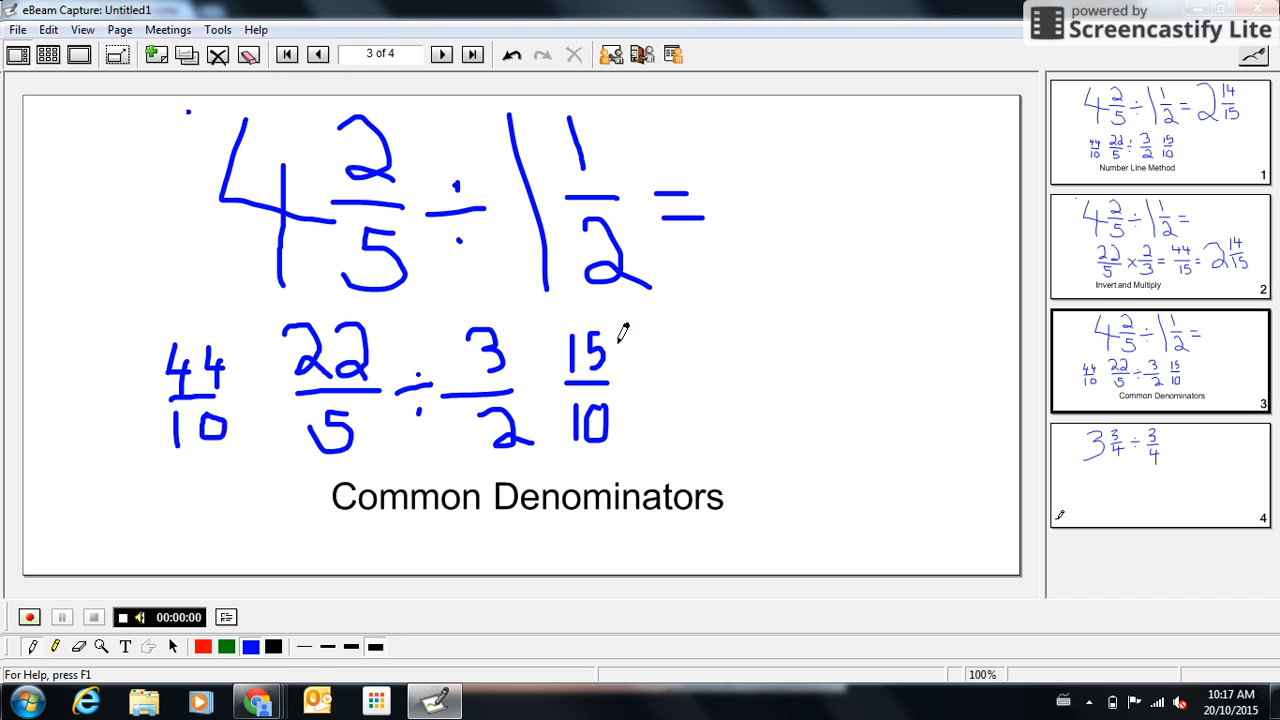 eBeam Capture: Untitled1
powered by
Screencastify Lite
File Edit View Page Meetings Tools Help
3 of 4
4 2/5 ÷ 1 1/2 =
44/10 22/5 ÷ 3/2 15/10
Common Denominators
4 2/5 ÷ 1 1/2 = 2 14/15
44/10 22/5 ÷ 3/2 15/10
Number Line Method
1
4 2/5 ÷ 1 1/2 =
22/5 × 2/3 = 44/15 = 2 14/15
Invert and Multiply
2
4 2/5 ÷ 1 1/2 =
44/10 22/5 ÷ 3/2 15/10
Common Denominators
3
3 3/4 ÷ 3/4
4
00:00:00
T
For Help, press F1
100%
10:17 AM
20/10/2015